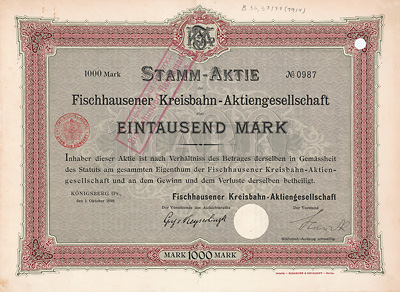 1000 Mark
STAMM-AKTIE
№ 0987
der
Fischhausener Kreisbahn-Aktiengesellschaft
über
EINTAUSEND MARK
Inhaber dieser Aktie ist nach Verhältniss des Betrages derselben in Gemässheit
des Statuts am gesammten Eigenthum der Fischhausener Kreisbahn-Aktien-
gesellschaft und an dem Gewinn und dem Verluste derselben betheiligt.
KÖNIGSBERG i/Pr.
Fischhausener Kreisbahn-Aktiengesellschaft
Der Vorsitzende des Aufsichtsraths
Der Vorstand
MARK 1000 MARK